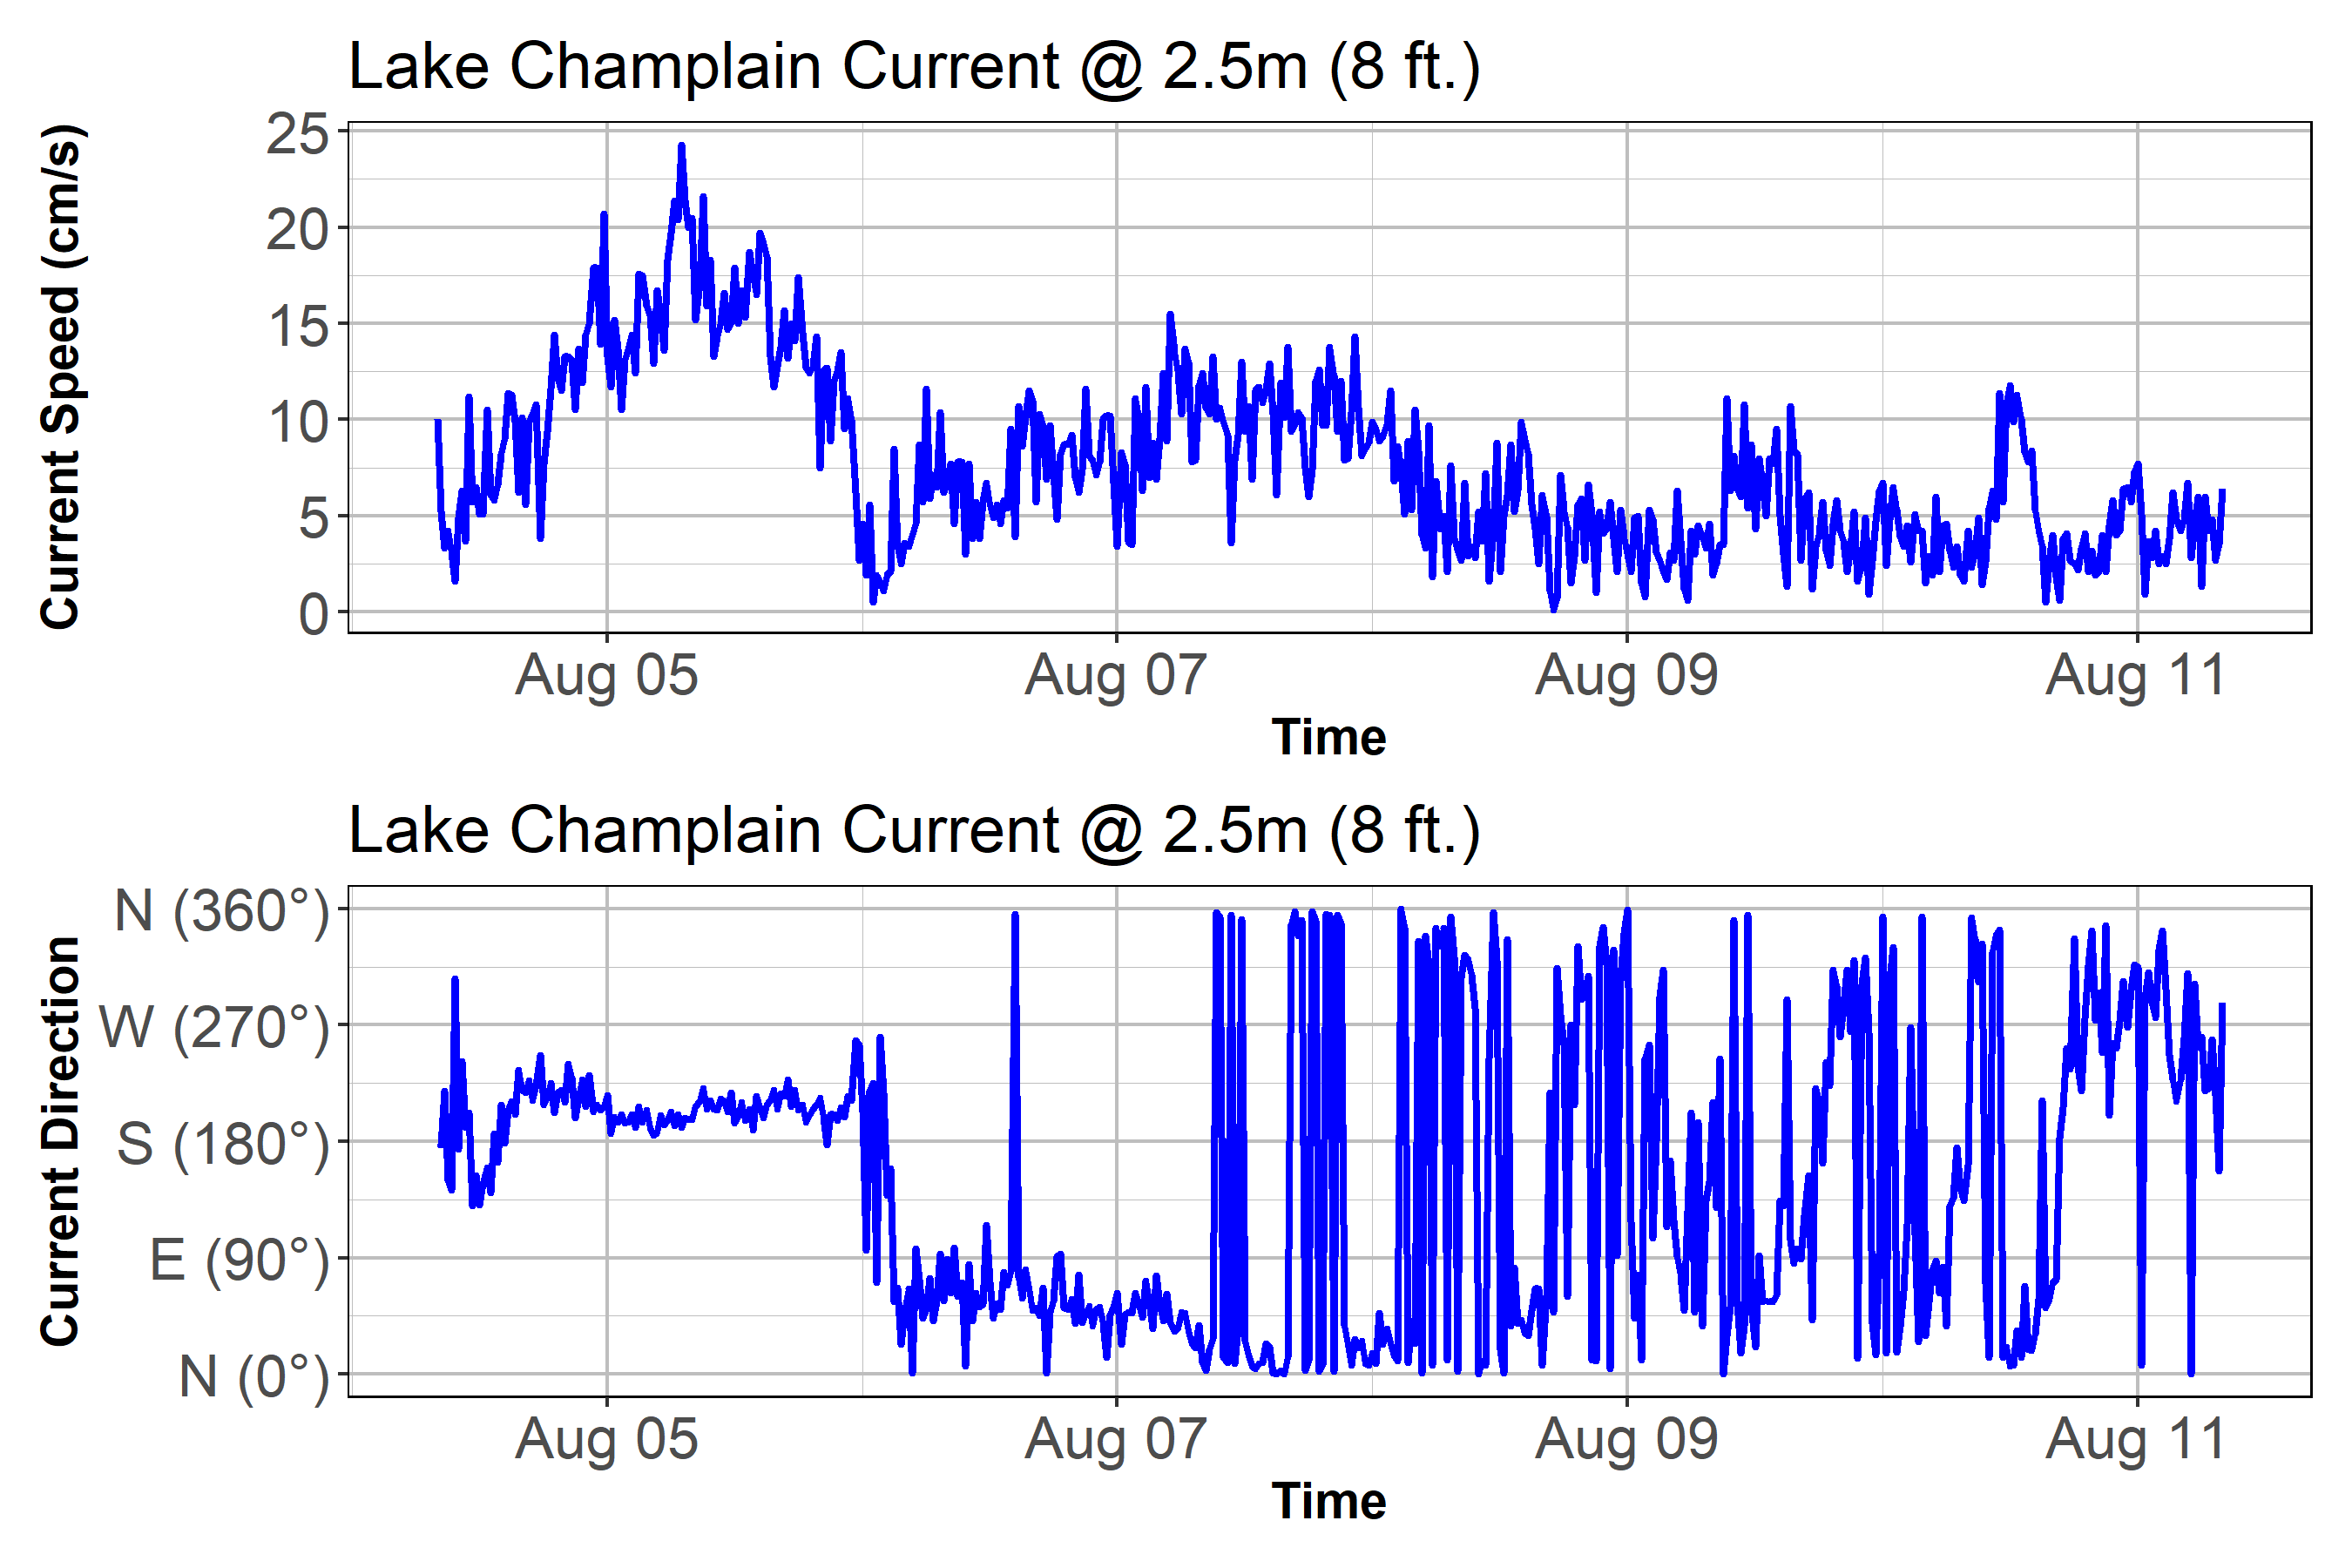 Lake Champlain Current @ 2.5m (8 ft.)
Current Speed (cm/s)
25
20
15
10
5
0
Aug 05 Aug 07 Aug 09 Aug 11
Time
Lake Champlain Current @ 2.5m (8 ft.)
Current Direction
N (360°)
W (270°)
S (180°)
E (90°)
N (0°)
Aug 05 Aug 07 Aug 09 Aug 11
Time